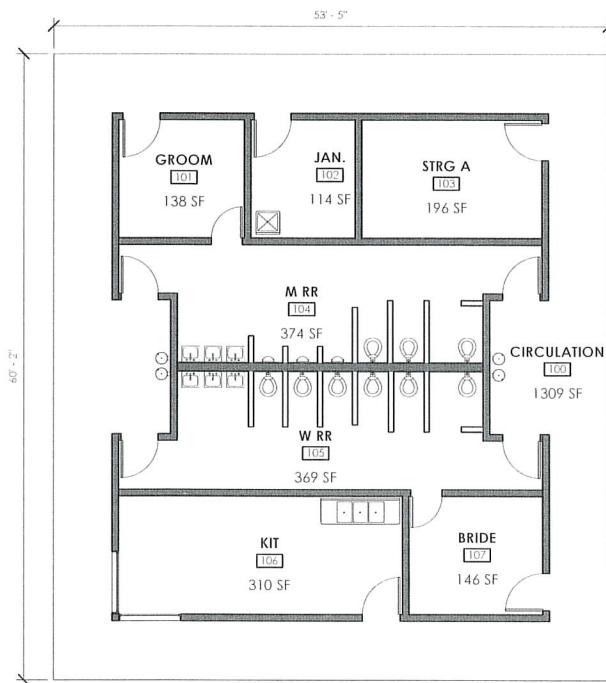 53' - 5"
GROOM
101
138 SF
JAN.
102
114 SF
STRG A
103
196 SF
M RR
104
374 SF
60' - 2"
CIRCULATION
100
1309 SF
W RR
105
369 SF
KIT
106
310 SF
BRIDE
107
146 SF